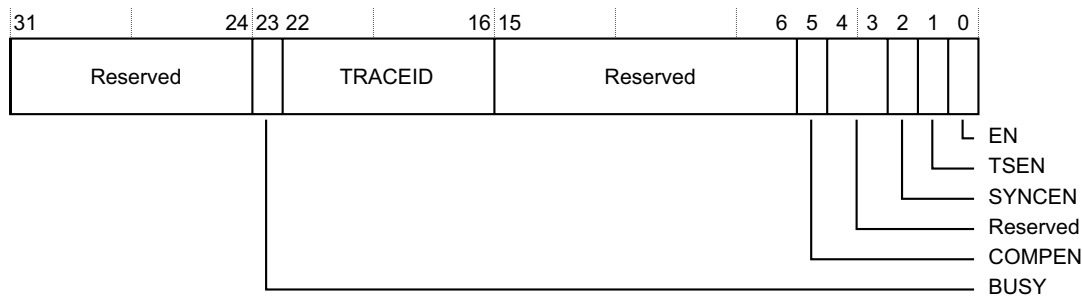 31 24 23 22 16 15 6 5 4 3 2 1 0
Reserved TRACEID Reserved
EN
TSEN
SYNCEN
Reserved
COMPEN
BUSY